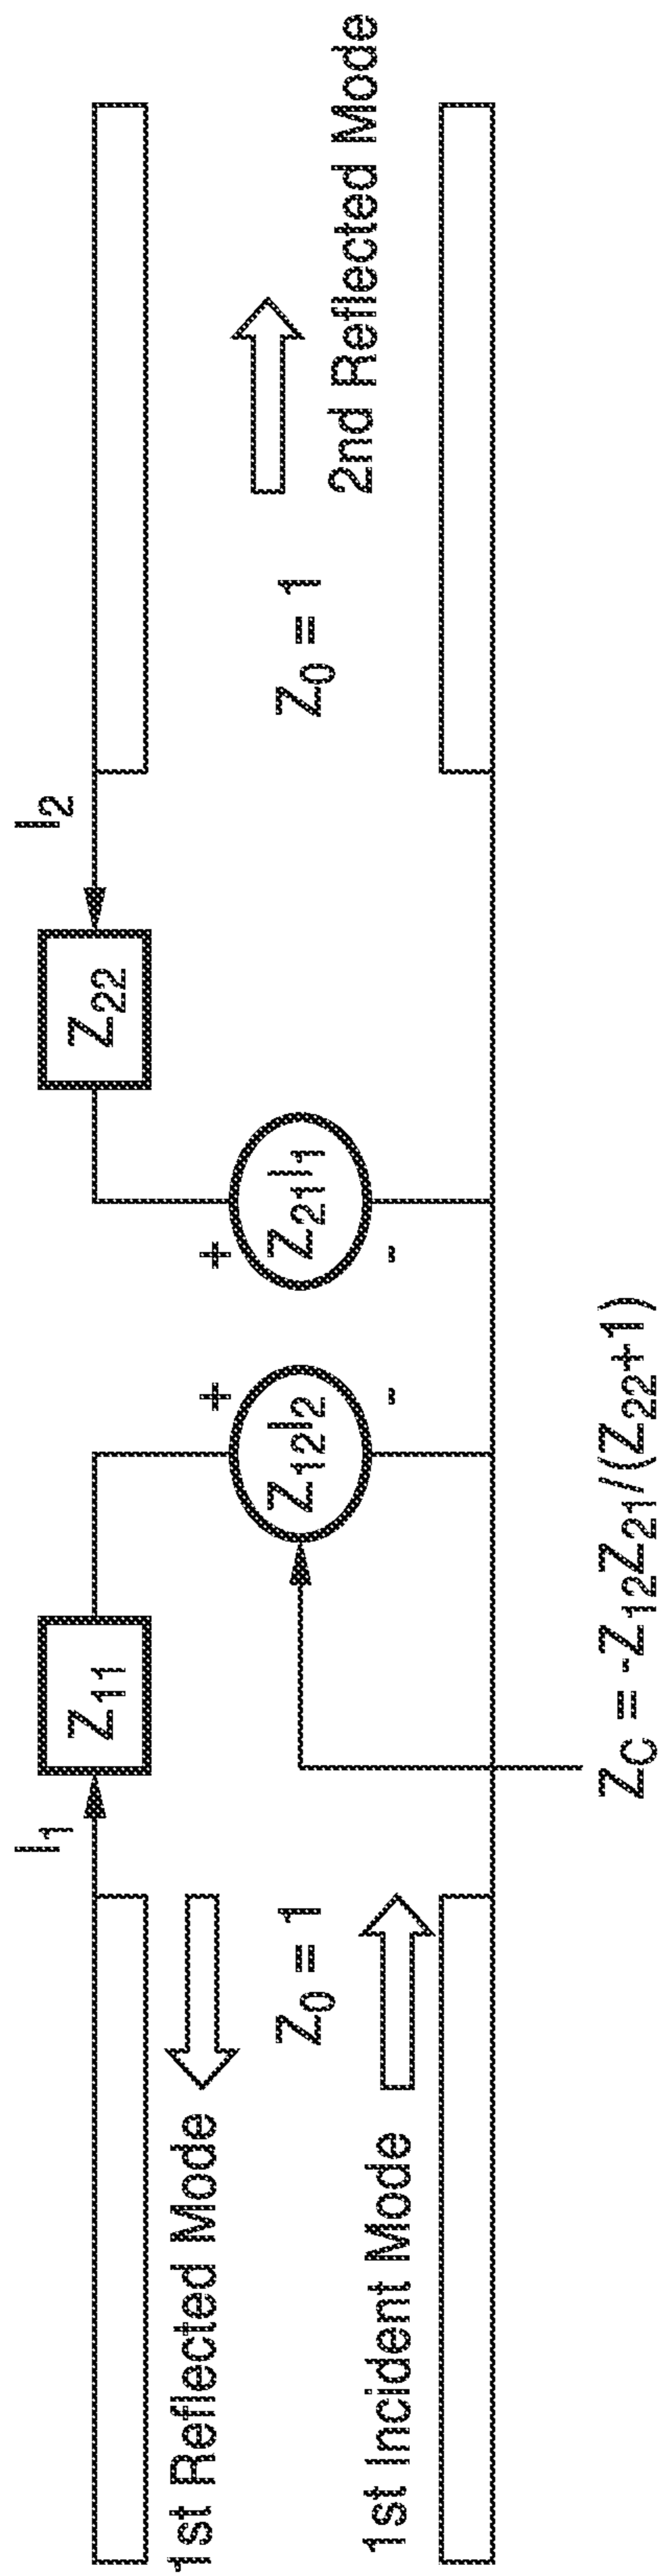 I1
I2
Z11
Z22
1st Reflected Mode
+
+
Z12I2
Z21I1
Z0 = 1
Z0 = 1
-
-
1st Incident Mode
2nd Reflected Mode
ZC = -Z12Z21/(Z22+1)